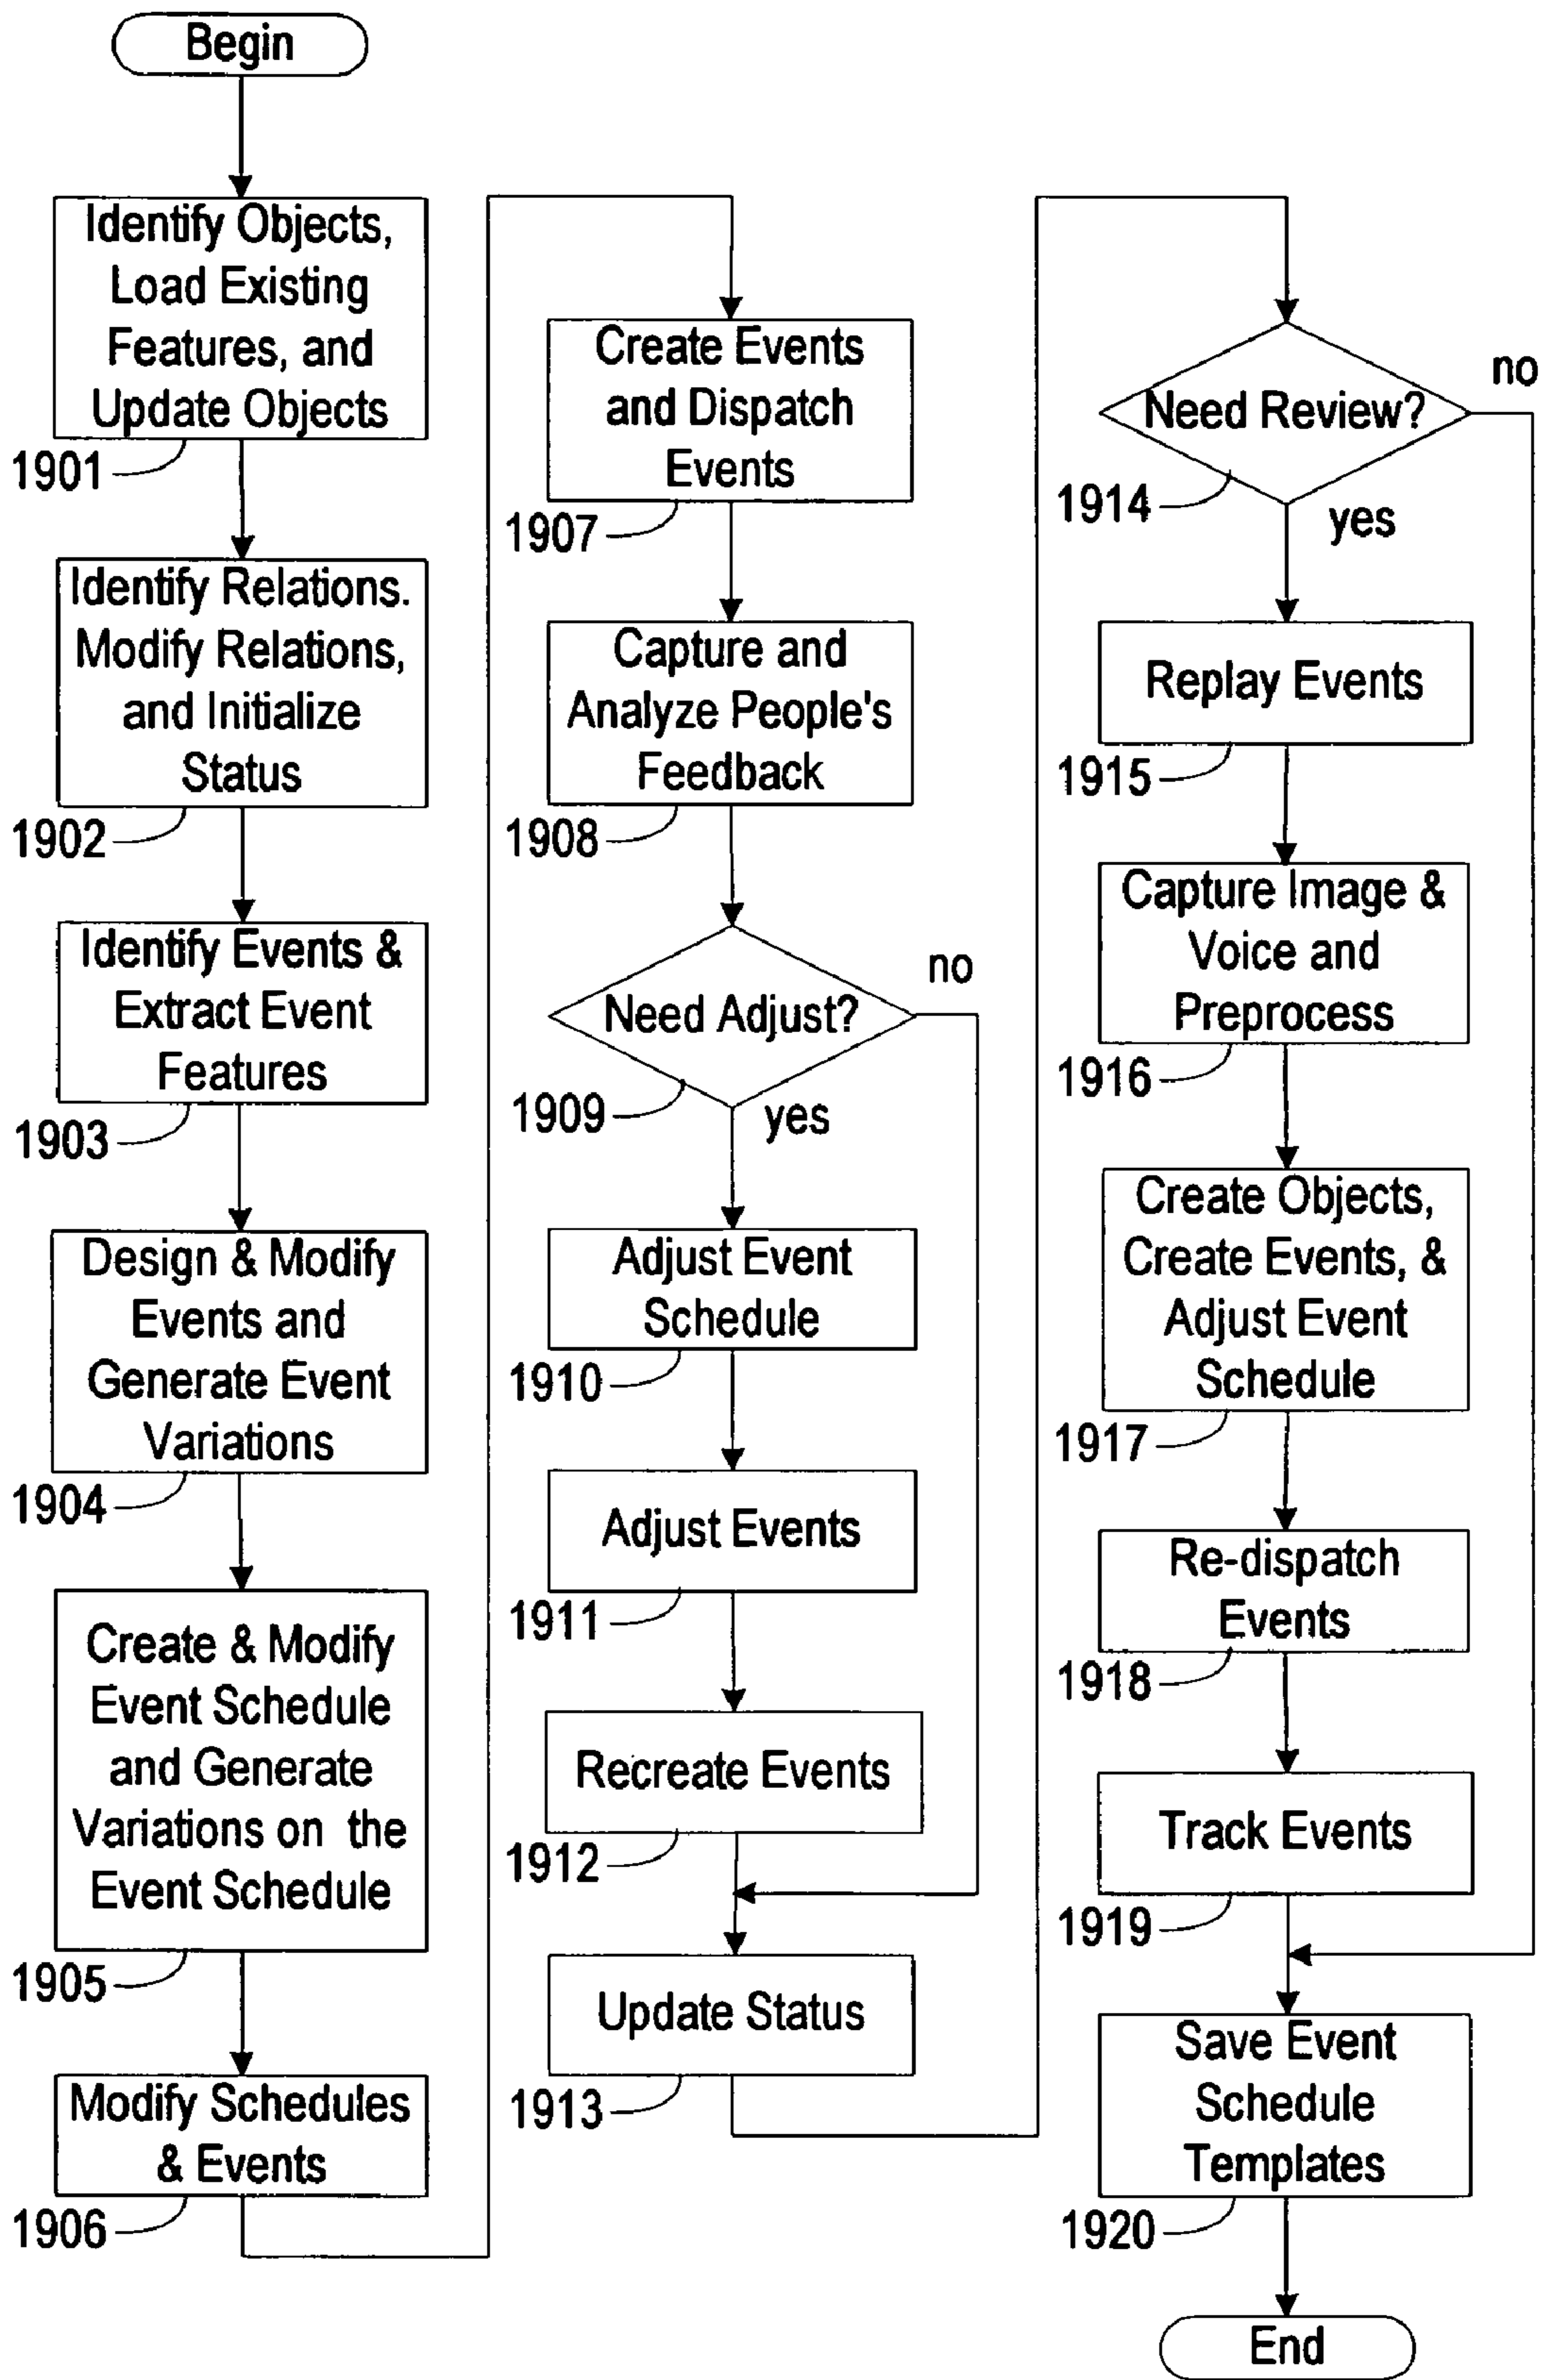 Begin
Identify Objects,
Load Existing
Features, and
Update Objects
1901
Identify Relations.
Modify Relations,
and Initialize
Status
1902
Identify Events &
Extract Event
Features
1903
Design & Modify
Events and
Generate Event
Variations
1904
Create & Modify
Event Schedule
and Generate
Variations on the
Event Schedule
1905
Modify Schedules
& Events
1906
Create Events
and Dispatch
Events
1907
Capture and
Analyze People's
Feedback
1908
Need Adjust?
no
1909
yes
Adjust Event
Schedule
1910
Adjust Events
1911
Recreate Events
1912
Update Status
1913
Need Review?
no
1914
yes
Replay Events
1915
Capture Image &
Voice and
Preprocess
1916
Create Objects,
Create Events, &
Adjust Event
Schedule
1917
Re-dispatch
Events
1918
Track Events
1919
Save Event
Schedule
Templates
1920
End